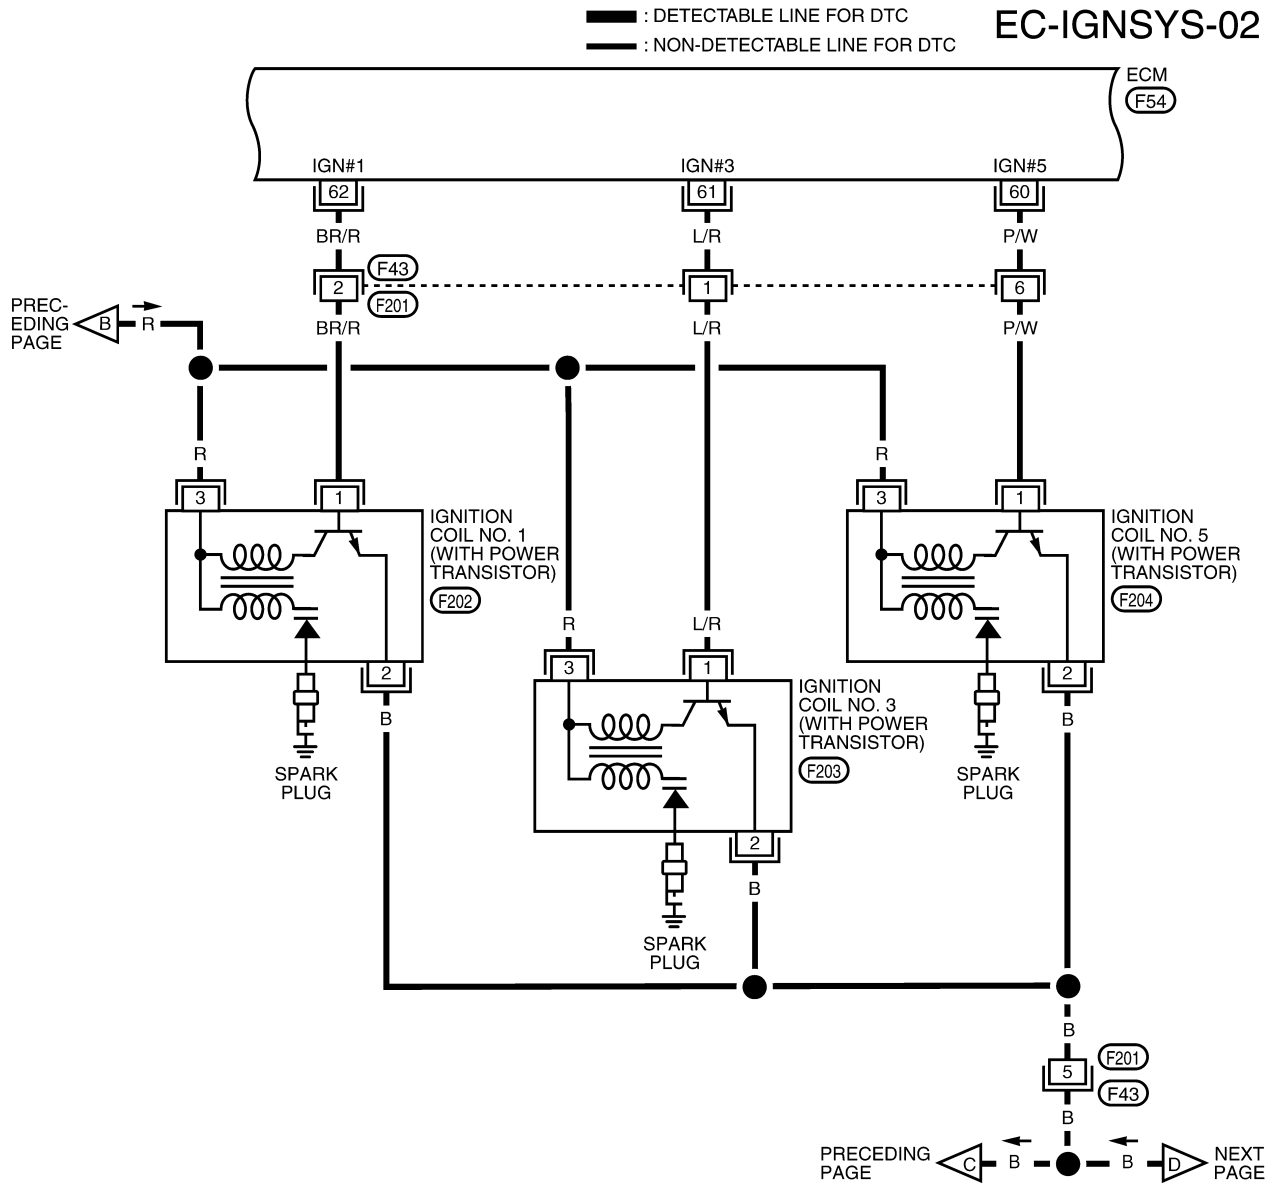 : DETECTABLE LINE FOR DTC
: NON-DETECTABLE LINE FOR DTC
EC-IGNSYS-02
ECM
F54
IGN#1
IGN#3
IGN#5
62
61
60
BR/R
L/R
P/W
F43
2
1
6
F201
BR/R
L/R
P/W
PREC-
EDING
PAGE
B
R
R
R
3
1
3
1
IGNITION
COIL NO. 1
(WITH POWER
TRANSISTOR)
F202
IGNITION
COIL NO. 5
(WITH POWER
TRANSISTOR)
F204
R
L/R
3
1
2
2
B
B
IGNITION
COIL NO. 3
(WITH POWER
TRANSISTOR)
F203
SPARK
PLUG
SPARK
PLUG
2
B
SPARK
PLUG
B
5
F201
F43
B
PRECEDING
PAGE
C
B
B
D
NEXT
PAGE